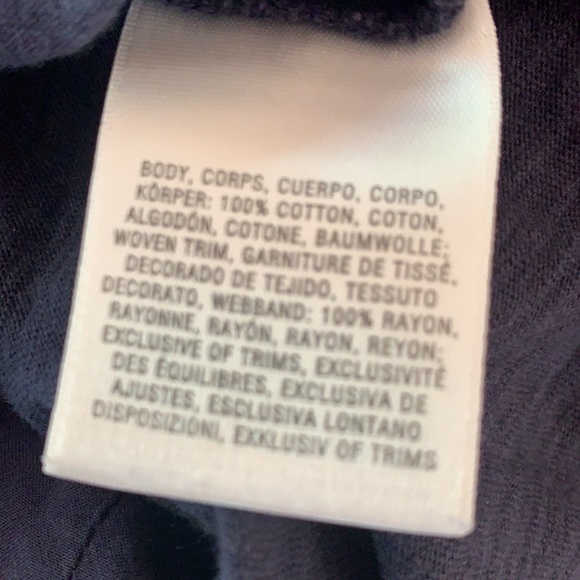 BODY, CORPS, CUERPO, CORPO,
KÖRPER: 100% COTTON, COTON,
ALGODÓN, COTONE, BAUMWOLLE;
WOVEN TRIM, GARNITURE DE TISSÉ,
DECORADO DE TEJIDO, TESSUTO
DECORATO, WEBBAND: 100% RAYON,
RAYONNE, RAYÓN, RAYON, REYON;
EXCLUSIVE OF TRIMS, EXCLUSIVITÉ
DES ÉQUILIBRES, EXCLUSIVA DE
AJUSTES, ESCLUSIVA LONTANO
DISPOSIZIONI, EXKLUSIV OF TRIMS